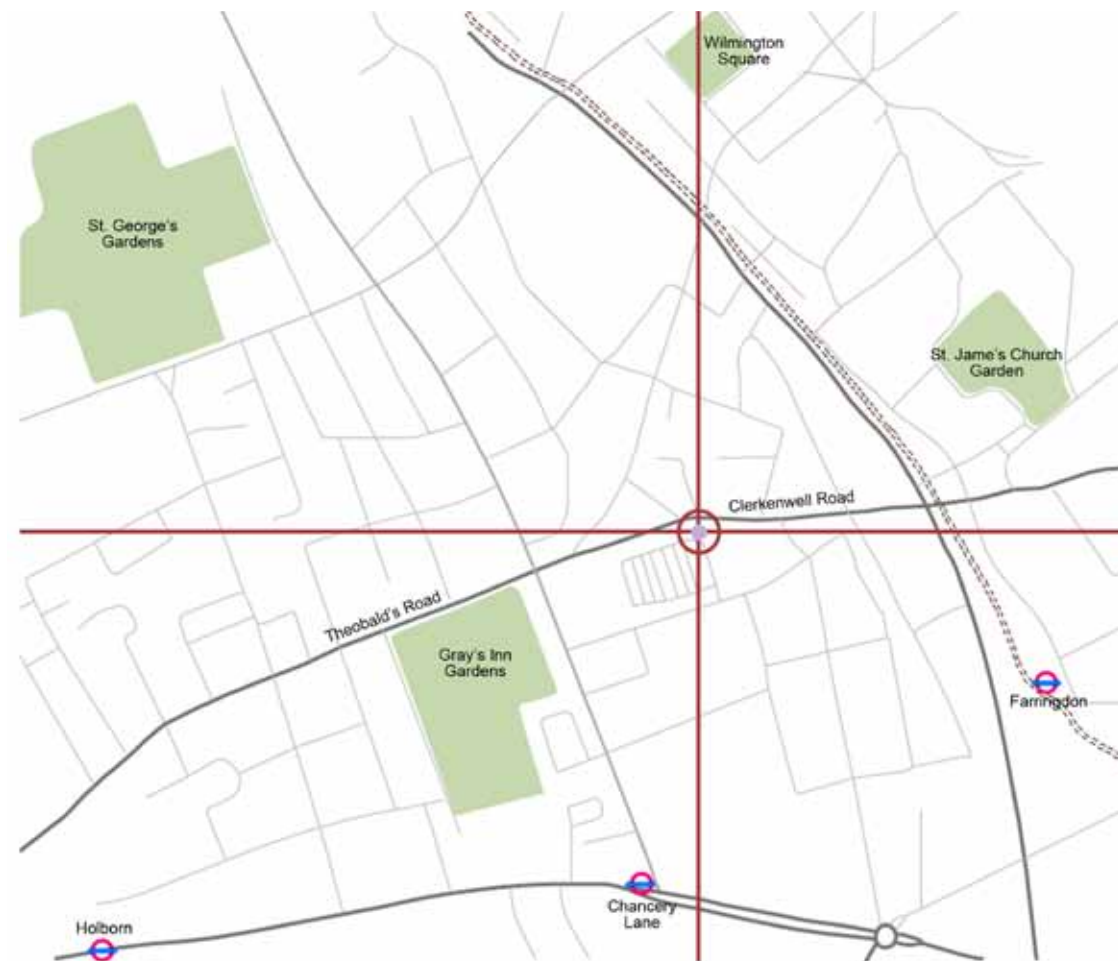 Wilmington
Square
St. George's
Gardens
St. Jame's Church
Garden
Clerkenwell Road
Theobald's Road
Gray's Inn
Gardens
Farringdon
Chancery
Lane
Holborn